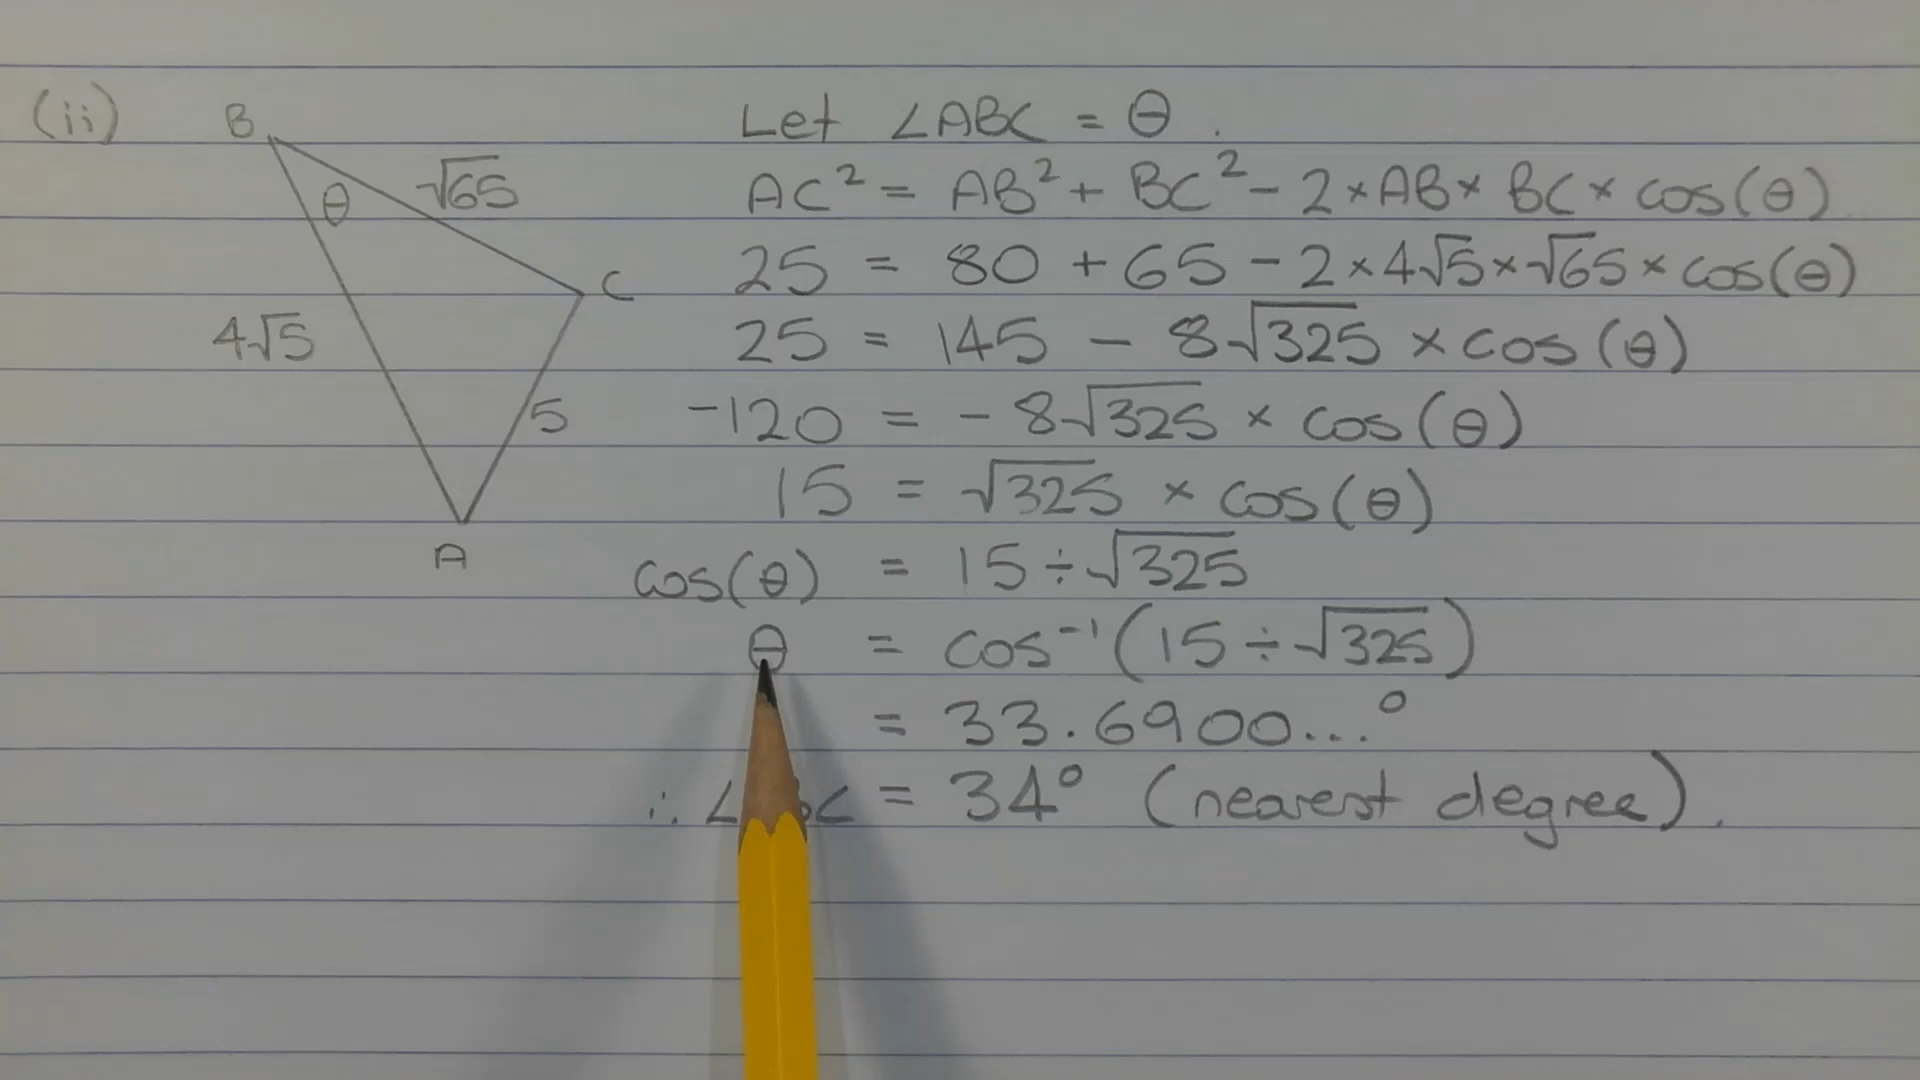 (ii)
B
θ
√65
C
4√5
5
A
Let ∠ABC = θ.
AC² = AB² + BC² - 2×AB×BC×cos(θ)
25 = 80 + 65 - 2×4√5×√65×cos(θ)
25 = 145 - 8√325 × cos(θ)
-120 = -8√325 × cos(θ)
15 = √325 × cos(θ)
cos(θ) = 15 ÷ √325
θ = cos⁻¹(15 ÷ √325)
= 33.6900...°
∴ ∠ = 34° (nearest degree).